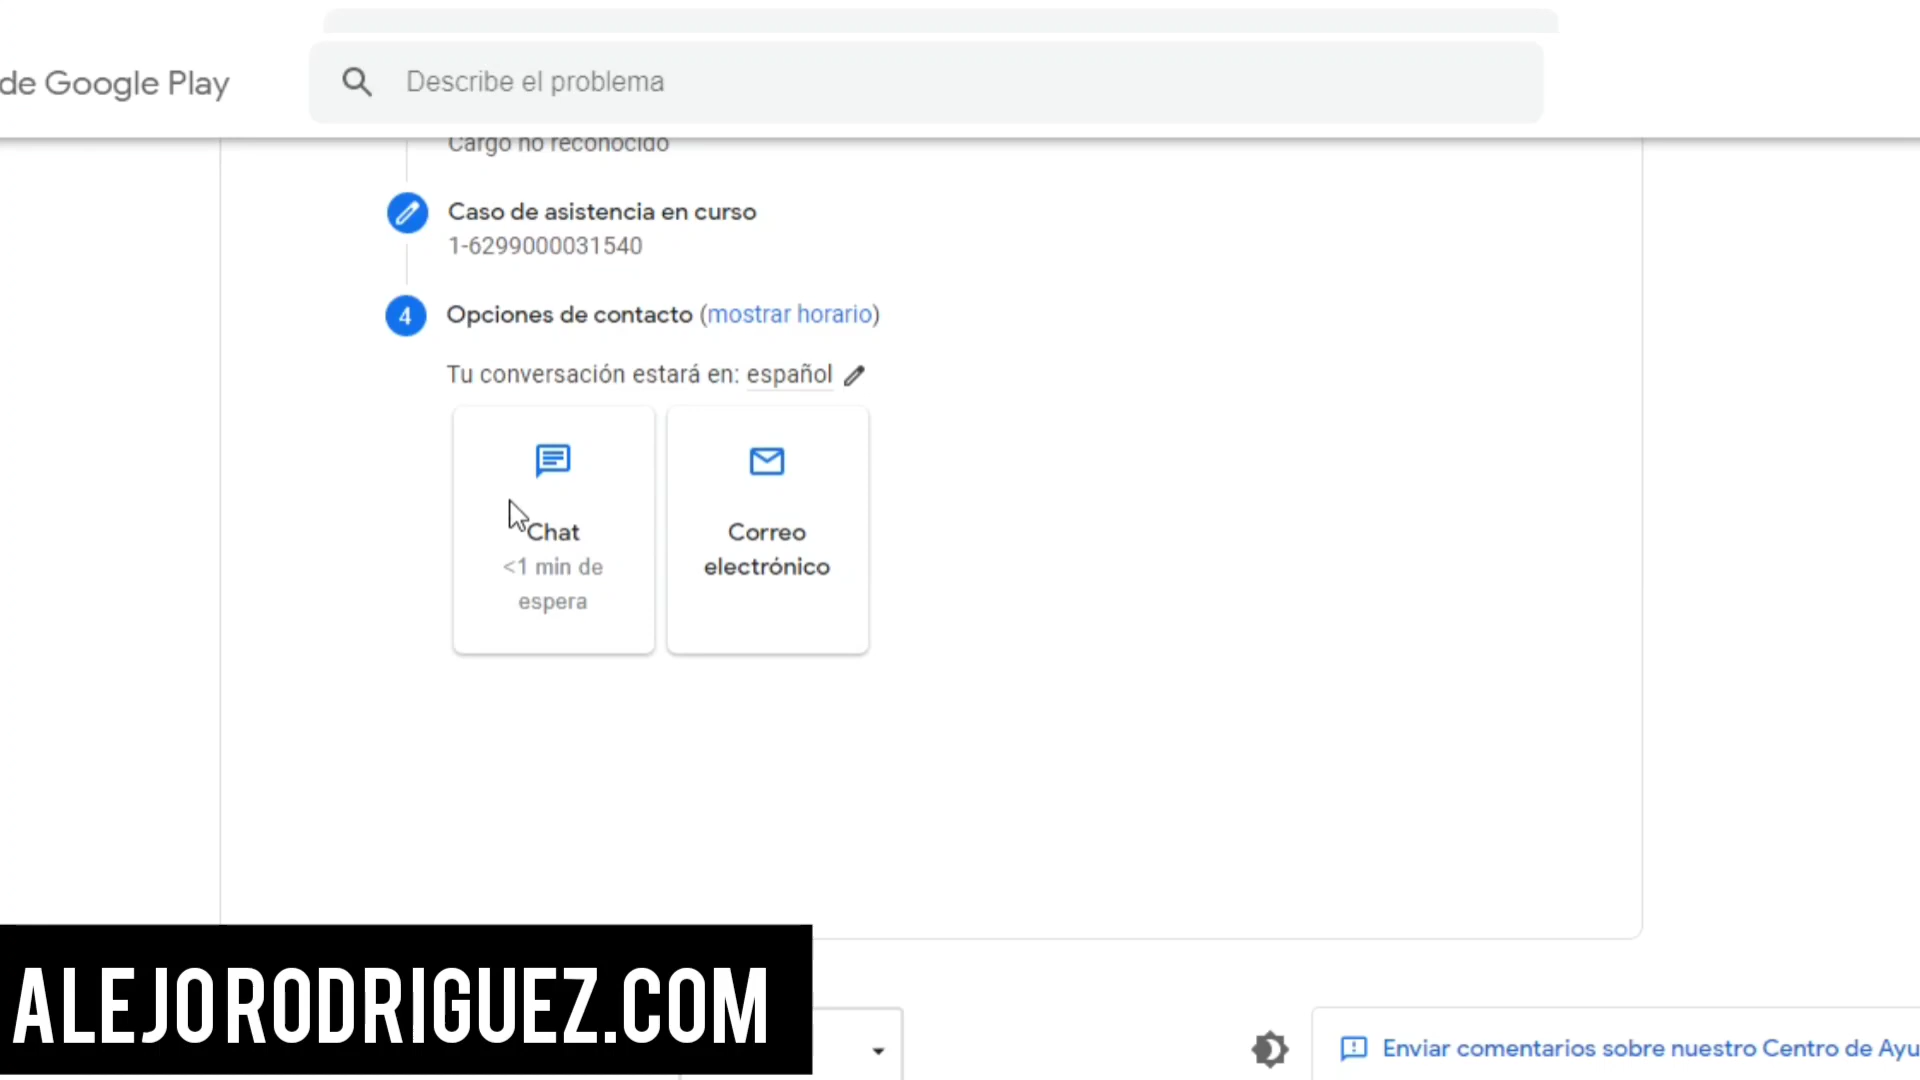 de Google Play
Describe el problema
Cargo no reconocido
Caso de asistencia en curso
1-6299000031540
4
Opciones de contacto (mostrar horario)
Tu conversación estará en: español
Chat
<1 min de
espera
Correo
electrónico
ALEJORODRIGUEZ.COM
Enviar comentarios sobre nuestro Centro de Ayu